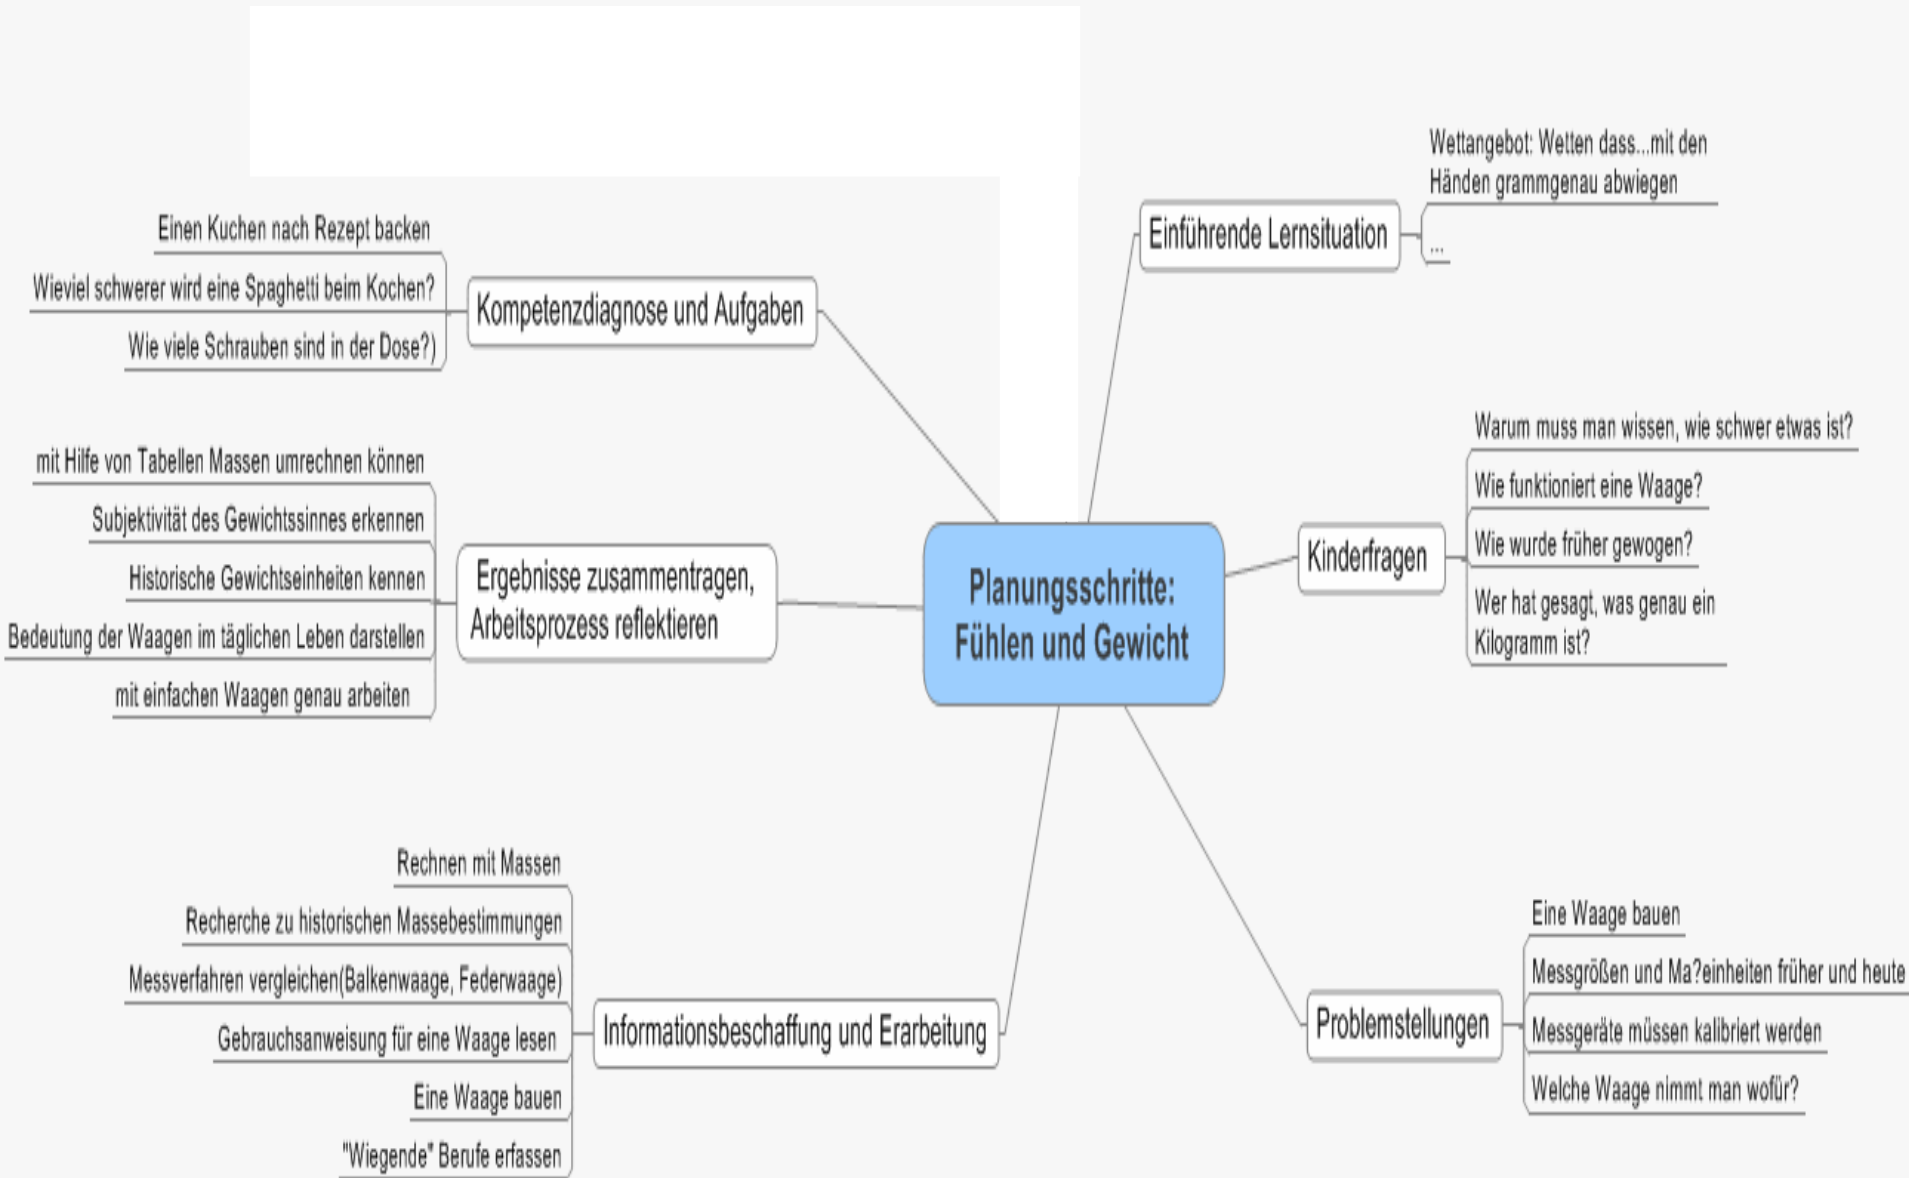 Planungsschritte:
Fühlen und Gewicht
Einführende Lernsituation
Wettangebot: Wetten dass...mit den
Händen grammgenau abwiegen
...
Kinderfragen
Warum muss man wissen, wie schwer etwas ist?
Wie funktioniert eine Waage?
Wie wurde früher gewogen?
Wer hat gesagt, was genau ein
Kilogramm ist?
Problemstellungen
Eine Waage bauen
Messgrößen und Ma?einheiten früher und heute
Messgeräte müssen kalibriert werden
Welche Waage nimmt man wofür?
Informationsbeschaffung und Erarbeitung
Rechnen mit Massen
Recherche zu historischen Massebestimmungen
Messverfahren vergleichen(Balkenwaage, Federwaage)
Gebrauchsanweisung für eine Waage lesen
Eine Waage bauen
"Wiegende" Berufe erfassen
Ergebnisse zusammentragen,
Arbeitsprozess reflektieren
mit Hilfe von Tabellen Massen umrechnen können
Subjektivität des Gewichtssinnes erkennen
Historische Gewichtseinheiten kennen
Bedeutung der Waagen im täglichen Leben darstellen
mit einfachen Waagen genau arbeiten
Kompetenzdiagnose und Aufgaben
Einen Kuchen nach Rezept backen
Wieviel schwerer wird eine Spaghetti beim Kochen?
Wie viele Schrauben sind in der Dose?)